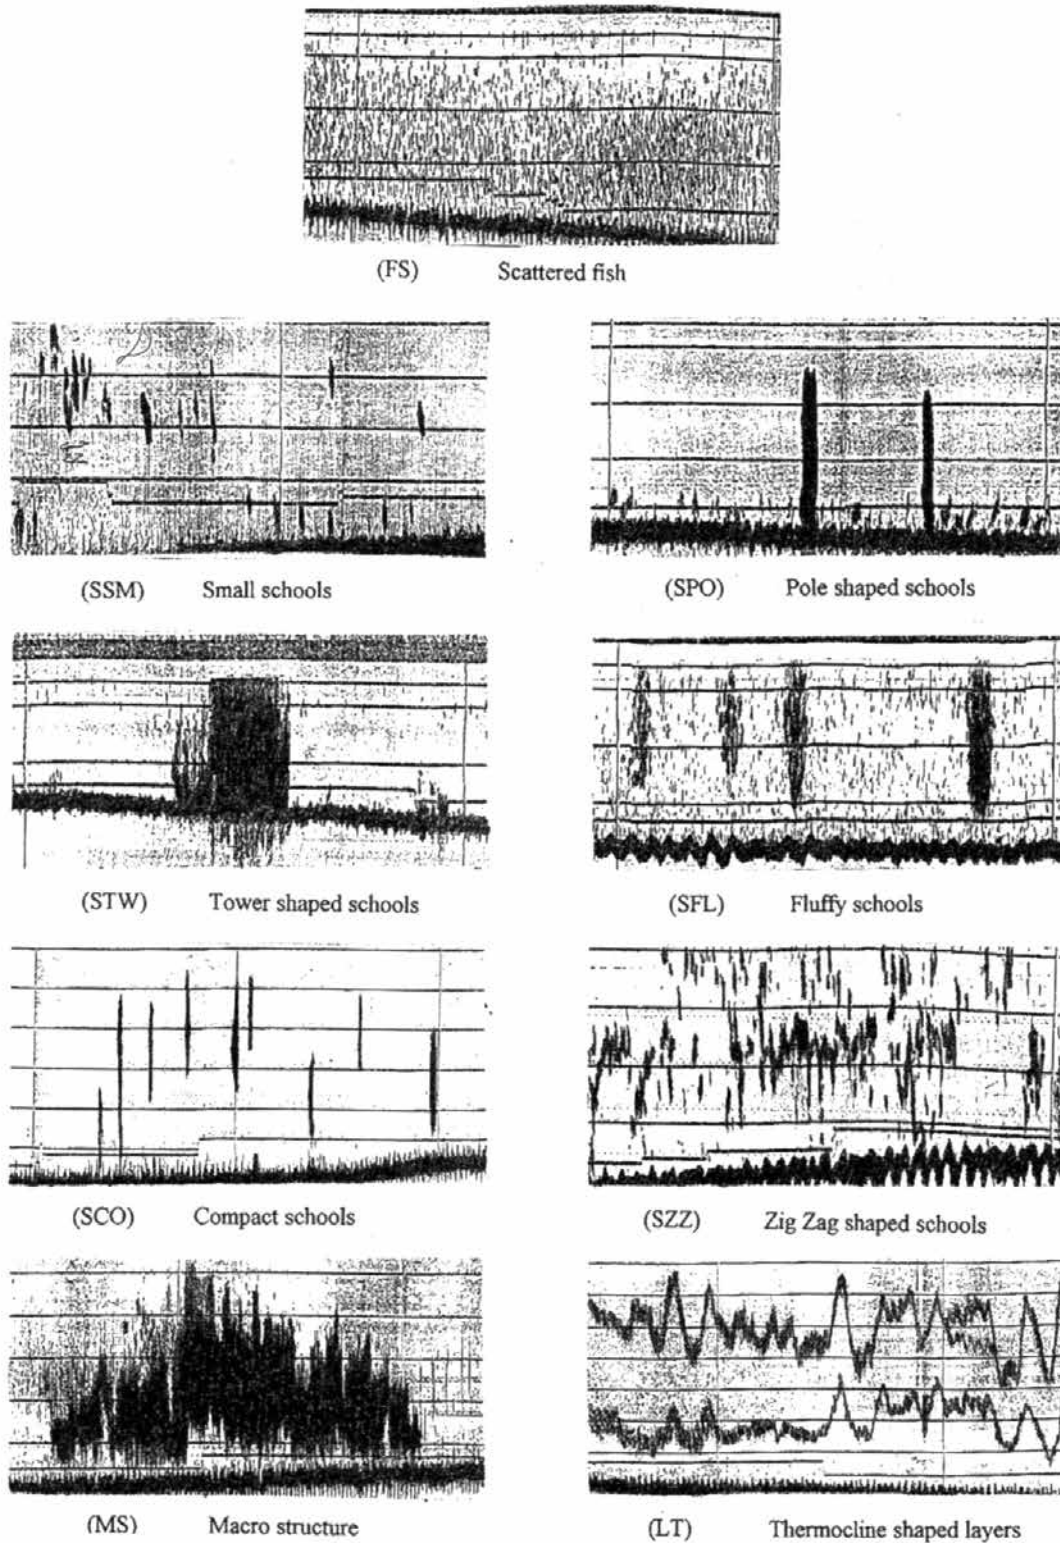 (FS) Scattered fish
(SSM) Small schools
(SPO) Pole shaped schools
(STW) Tower shaped schools
(SFL) Fluffy schools
(SCO) Compact schools
(SZZ) Zig Zag shaped schools
(MS) Macro structure
(LT) Thermocline shaped layers